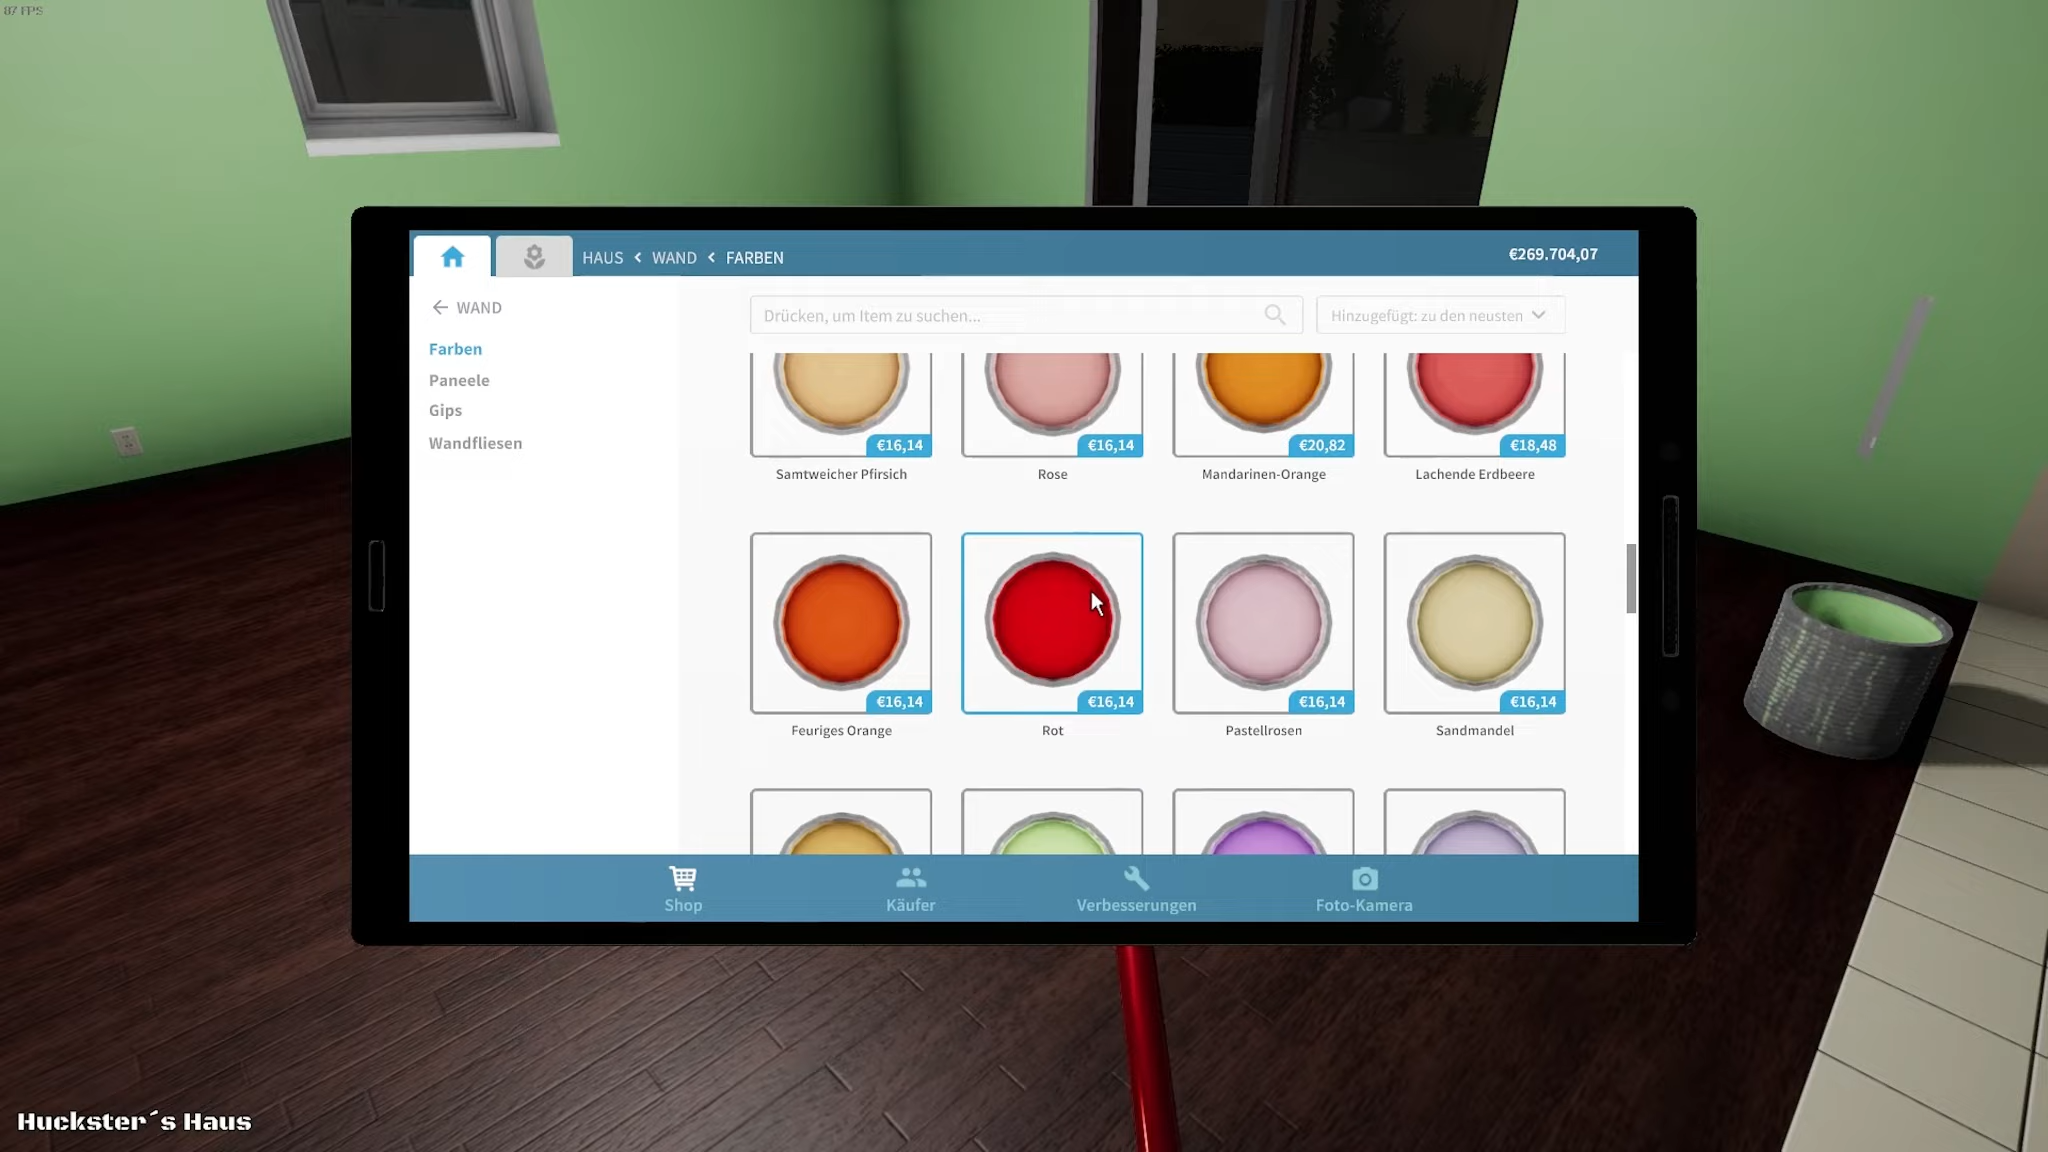 87 FPS
HAUS < WAND < FARBEN
€269.704,07
← WAND
Farben
Paneele
Gips
Wandfliesen
Drücken, um Item zu suchen...
Hinzugefügt: zu den neusten
€16,14
€16,14
€20,82
€18,48
Samtweicher Pfirsich
Rose
Mandarinen-Orange
Lachende Erdbeere
€16,14
€16,14
€16,14
€16,14
Feuriges Orange
Rot
Pastellrosen
Sandmandel
Shop
Käufer
Verbesserungen
Foto-Kamera
Huckster´s Haus